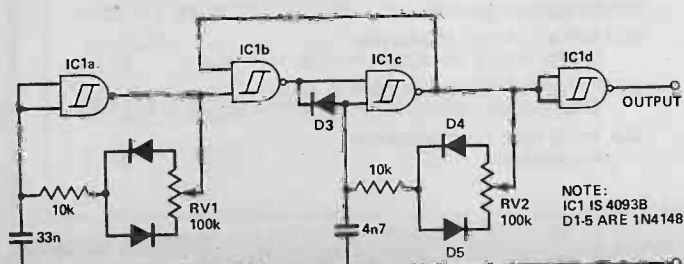 IC1a
IC1b
IC1c
IC1d
OUTPUT
D3
D4
10k
RV1
100k
33n
10k
RV2
100k
4n7
D5
NOTE:
IC1 IS 4093B
D1-5 ARE 1N4148